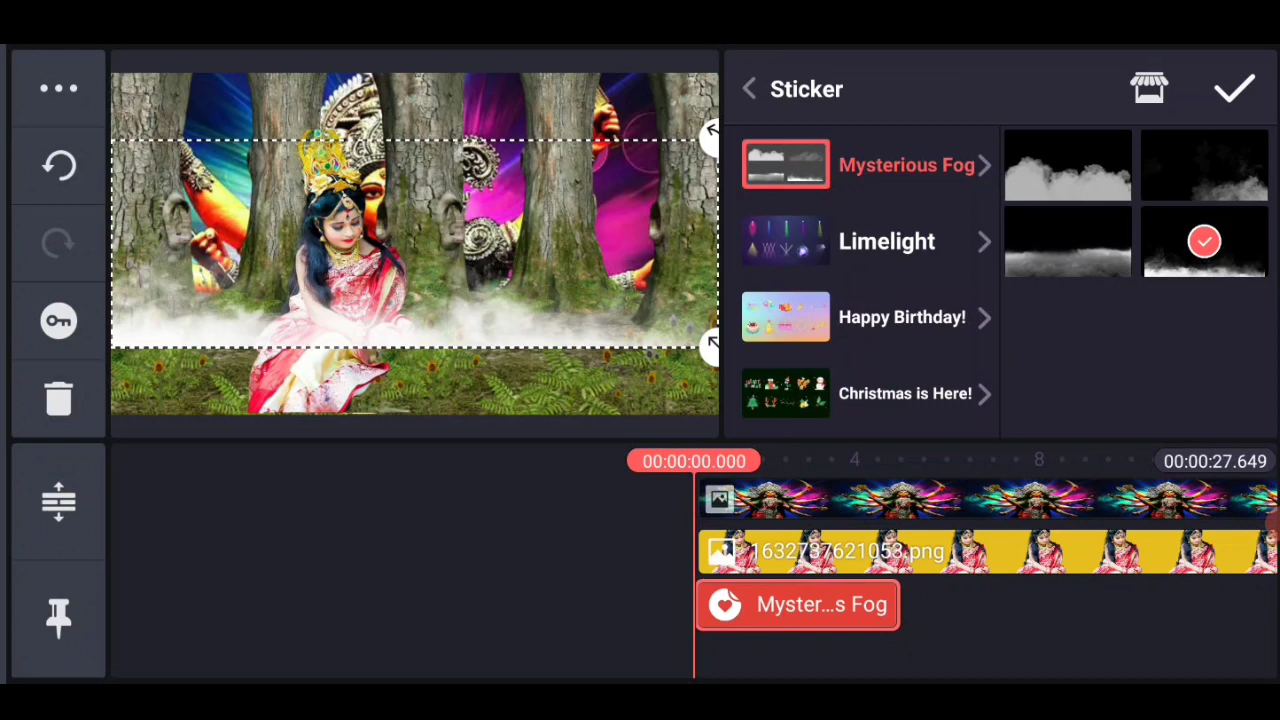 Sticker
Mysterious Fog
Limelight
Happy Birthday!
Christmas is Here!
00:00:00.000
4
8
00:00:27.649
1632737621053.png
Myster...s Fog